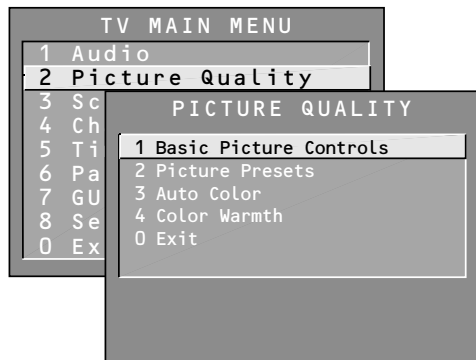 TV MAIN MENU
1 Audio
2 Picture Quality
3 Sc
4 Ch
5 Ti
6 Pa
7 GU
8 Se
0 Ex
PICTURE QUALITY
1 Basic Picture Controls
2 Picture Presets
3 Auto Color
4 Color Warmth
0 Exit